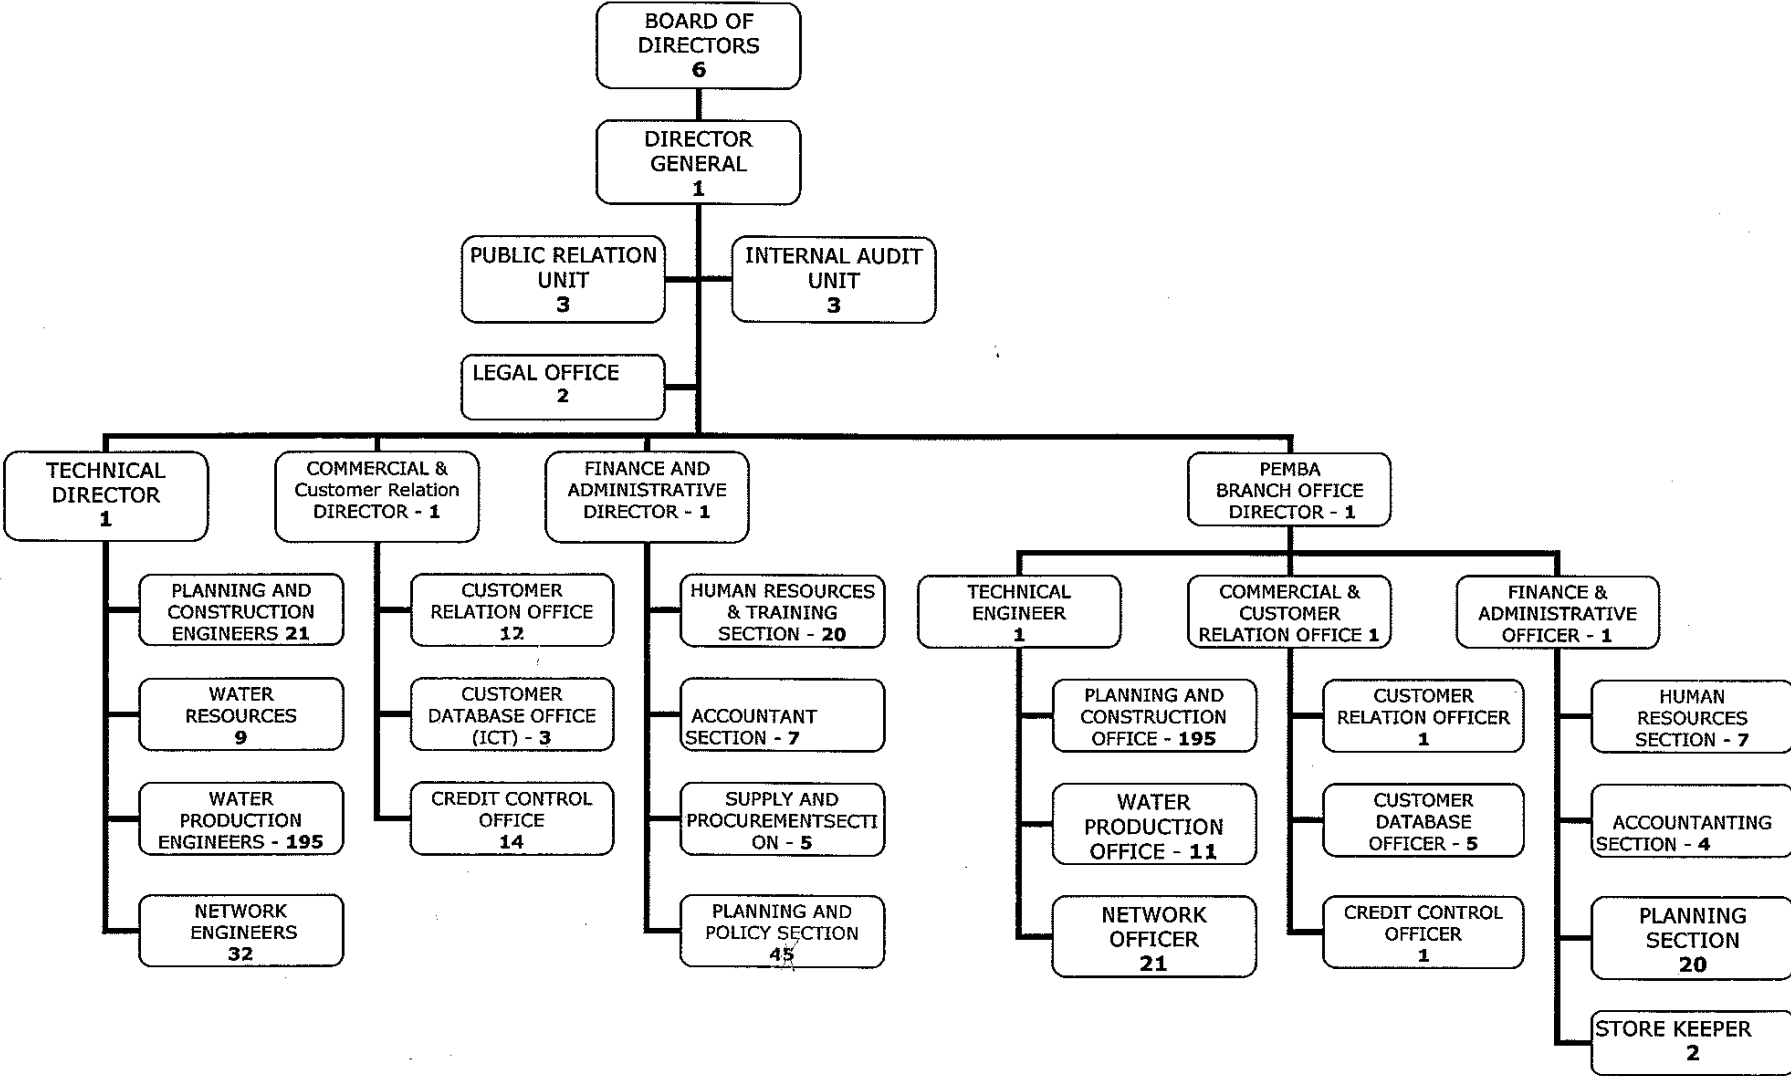 BOARD OF
DIRECTORS
6
DIRECTOR
GENERAL
1
PUBLIC RELATION
UNIT
3
INTERNAL AUDIT
UNIT
3
LEGAL OFFICE
2
TECHNICAL
DIRECTOR
1
COMMERCIAL &
Customer Relation
DIRECTOR - 1
FINANCE AND
ADMINISTRATIVE
DIRECTOR - 1
PEMBA
BRANCH OFFICE
DIRECTOR - 1
PLANNING AND
CONSTRUCTION
ENGINEERS 21
WATER
RESOURCES
9
WATER
PRODUCTION
ENGINEERS - 195
NETWORK
ENGINEERS
32
CUSTOMER
RELATION OFFICE
12
CUSTOMER
DATABASE OFFICE
(ICT) - 3
CREDIT CONTROL
OFFICE
14
HUMAN RESOURCES
& TRAINING
SECTION - 20
ACCOUNTANT
SECTION - 7
SUPPLY AND
PROCUREMENTSECTI
ON - 5
PLANNING AND
POLICY SECTION
45
TECHNICAL
ENGINEER
1
COMMERCIAL &
CUSTOMER
RELATION OFFICE 1
FINANCE &
ADMINISTRATIVE
OFFICER - 1
PLANNING AND
CONSTRUCTION
OFFICE - 195
WATER
PRODUCTION
OFFICE - 11
NETWORK
OFFICER
21
CUSTOMER
RELATION OFFICER
1
CUSTOMER
DATABASE
OFFICER - 5
CREDIT CONTROL
OFFICER
1
HUMAN
RESOURCES
SECTION - 7
ACCOUNTANTING
SECTION - 4
PLANNING
SECTION
20
STORE KEEPER
2